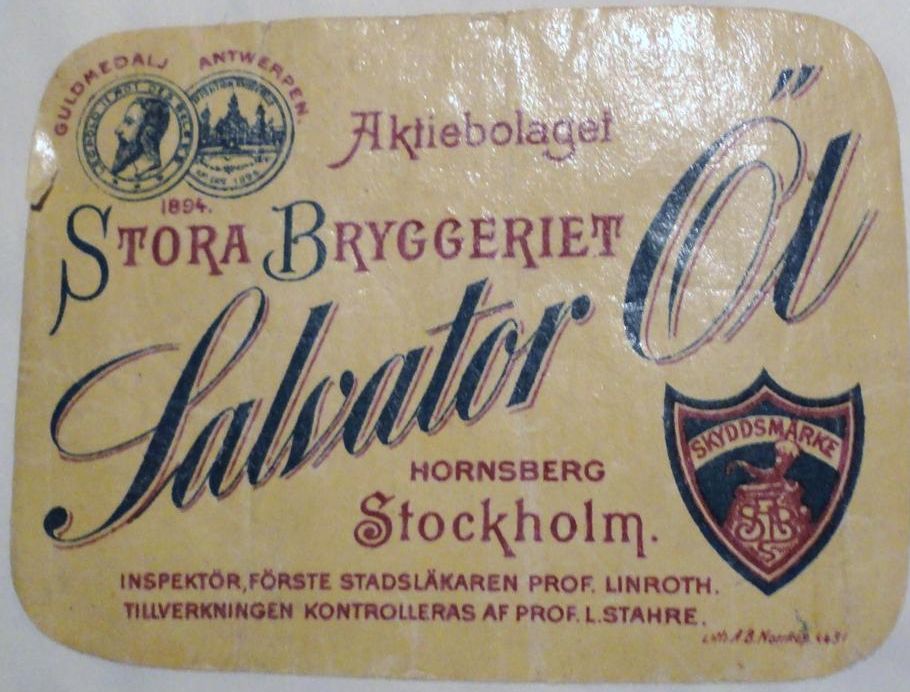 GULDMEDALJ ANTWERPEN.
1894.
Aktiebolaget
STORA BRYGGERIET
Salvator Öl
SKYDDSMÄRKE
HORNSBERG
Stockholm.
INSPEKTÖR, FÖRSTE STADSLÄKAREN PROF. LINROTH.
TILLVERKNINGEN KONTROLLERAS AF PROF. L. STAHRE.
Lith. A.B.